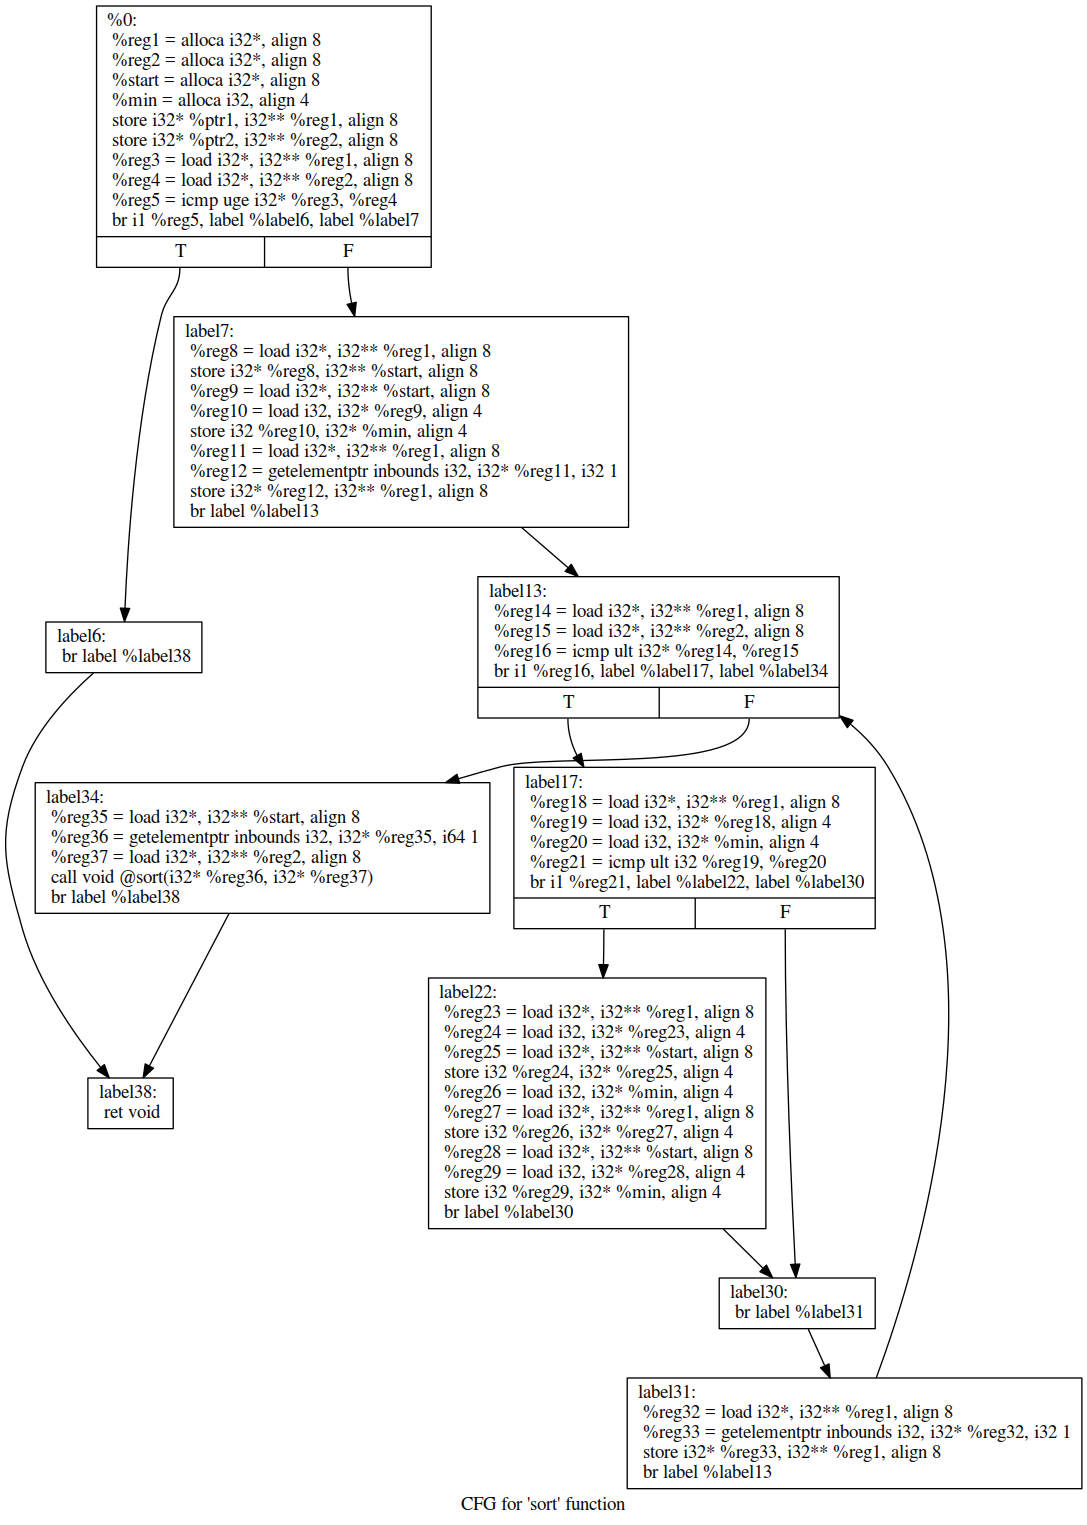 %0:
%reg1 = alloca i32*, align 8
%reg2 = alloca i32*, align 8
%start = alloca i32*, align 8
%min = alloca i32, align 4
store i32* %ptr1, i32** %reg1, align 8
store i32* %ptr2, i32** %reg2, align 8
%reg3 = load i32*, i32** %reg1, align 8
%reg4 = load i32*, i32** %reg2, align 8
%reg5 = icmp uge i32* %reg3, %reg4
br i1 %reg5, label %label6, label %label7
T F
label7:
%reg8 = load i32*, i32** %reg1, align 8
store i32* %reg8, i32** %start, align 8
%reg9 = load i32*, i32** %start, align 8
%reg10 = load i32, i32* %reg9, align 4
store i32 %reg10, i32* %min, align 4
%reg11 = load i32*, i32** %reg1, align 8
%reg12 = getelementptr inbounds i32, i32* %reg11, i32 1
store i32* %reg12, i32** %reg1, align 8
br label %label13
label13:
%reg14 = load i32*, i32** %reg1, align 8
%reg15 = load i32*, i32** %reg2, align 8
%reg16 = icmp ult i32* %reg14, %reg15
br i1 %reg16, label %label17, label %label34
T F
label6:
br label %label38
label34:
%reg35 = load i32*, i32** %start, align 8
%reg36 = getelementptr inbounds i32, i32* %reg35, i64 1
%reg37 = load i32*, i32** %reg2, align 8
call void @sort(i32* %reg36, i32* %reg37)
br label %label38
label17:
%reg18 = load i32*, i32** %reg1, align 8
%reg19 = load i32, i32* %reg18, align 4
%reg20 = load i32, i32* %min, align 4
%reg21 = icmp ult i32 %reg19, %reg20
br i1 %reg21, label %label22, label %label30
T F
label22:
%reg23 = load i32*, i32** %reg1, align 8
%reg24 = load i32, i32* %reg23, align 4
%reg25 = load i32*, i32** %start, align 8
store i32 %reg24, i32* %reg25, align 4
%reg26 = load i32, i32* %min, align 4
%reg27 = load i32*, i32** %reg1, align 8
store i32 %reg26, i32* %reg27, align 4
%reg28 = load i32*, i32** %start, align 8
%reg29 = load i32, i32* %reg28, align 4
store i32 %reg29, i32* %min, align 4
br label %label30
label38:
ret void
label30:
br label %label31
label31:
%reg32 = load i32*, i32** %reg1, align 8
%reg33 = getelementptr inbounds i32, i32* %reg32, i32 1
store i32* %reg33, i32** %reg1, align 8
br label %label13
CFG for 'sort' function